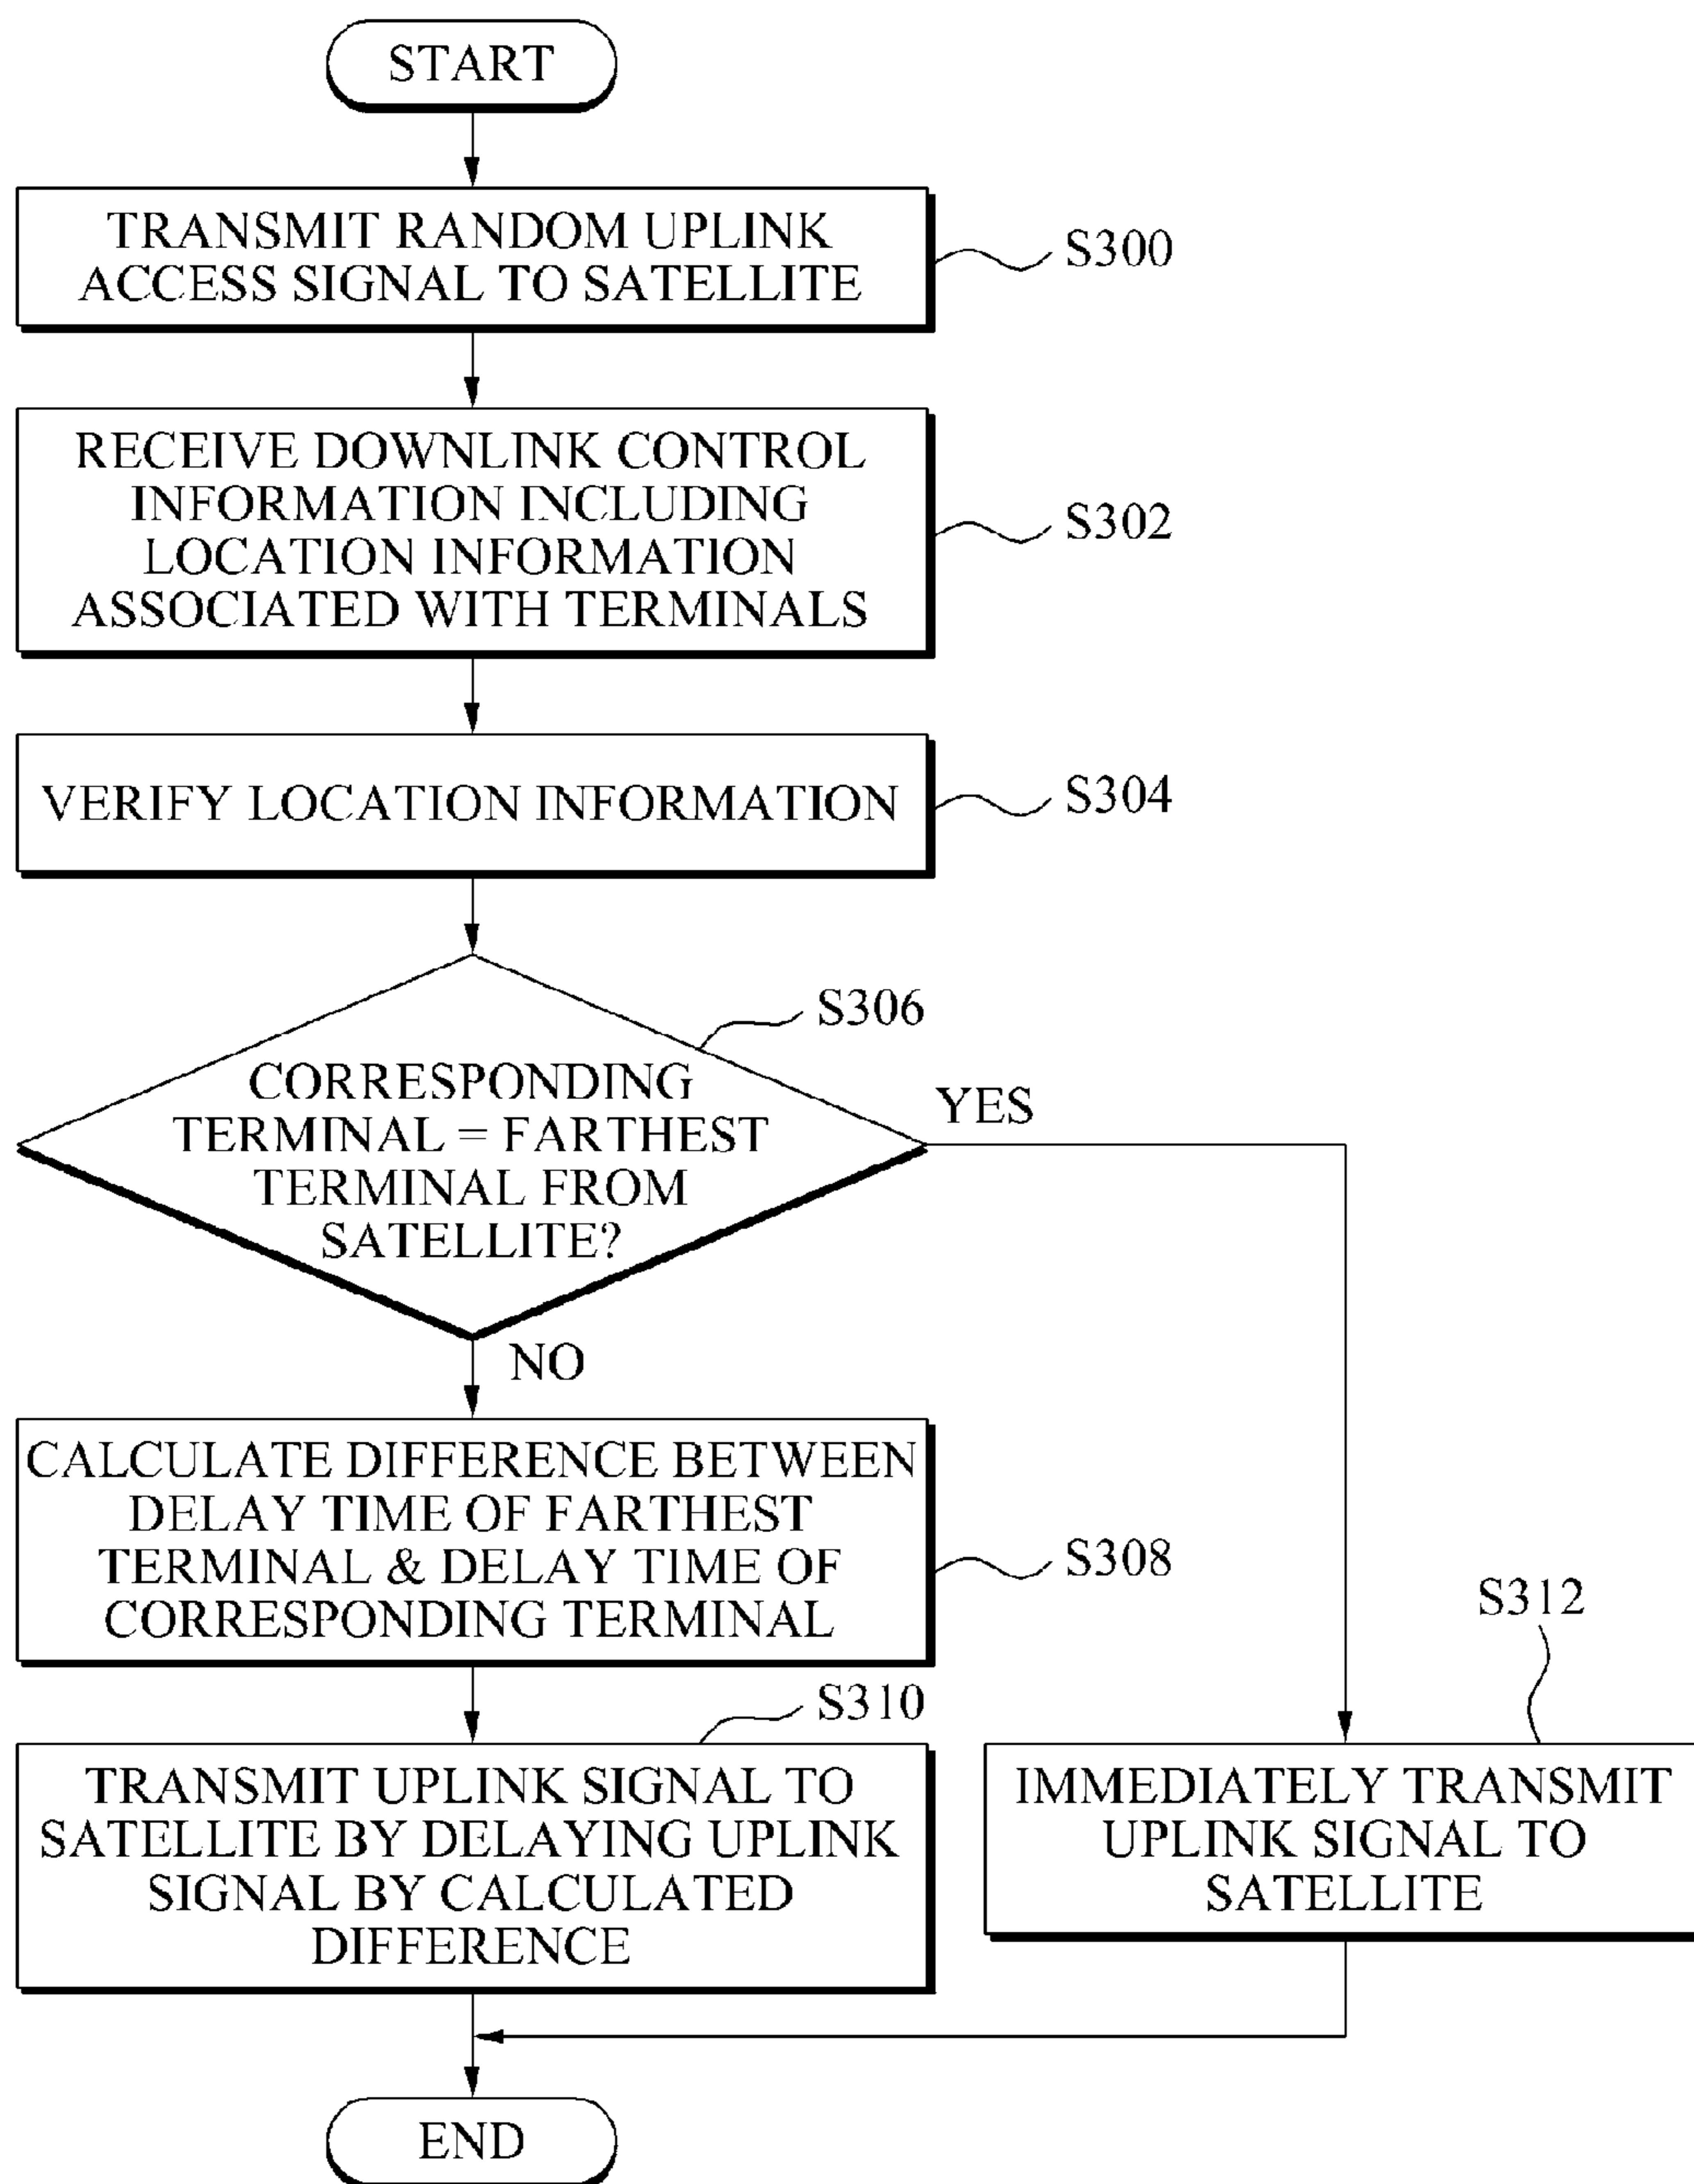 START
TRANSMIT RANDOM UPLINK
ACCESS SIGNAL TO SATELLITE
S300
RECEIVE DOWNLINK CONTROL
INFORMATION INCLUDING
LOCATION INFORMATION
ASSOCIATED WITH TERMINALS
S302
VERIFY LOCATION INFORMATION
S304
S306
CORRESPONDING
TERMINAL = FARTHEST
TERMINAL FROM
SATELLITE?
YES
NO
CALCULATE DIFFERENCE BETWEEN
DELAY TIME OF FARTHEST
TERMINAL & DELAY TIME OF
CORRESPONDING TERMINAL
S308
S310
TRANSMIT UPLINK SIGNAL TO
SATELLITE BY DELAYING UPLINK
SIGNAL BY CALCULATED
DIFFERENCE
S312
IMMEDIATELY TRANSMIT
UPLINK SIGNAL TO
SATELLITE
END